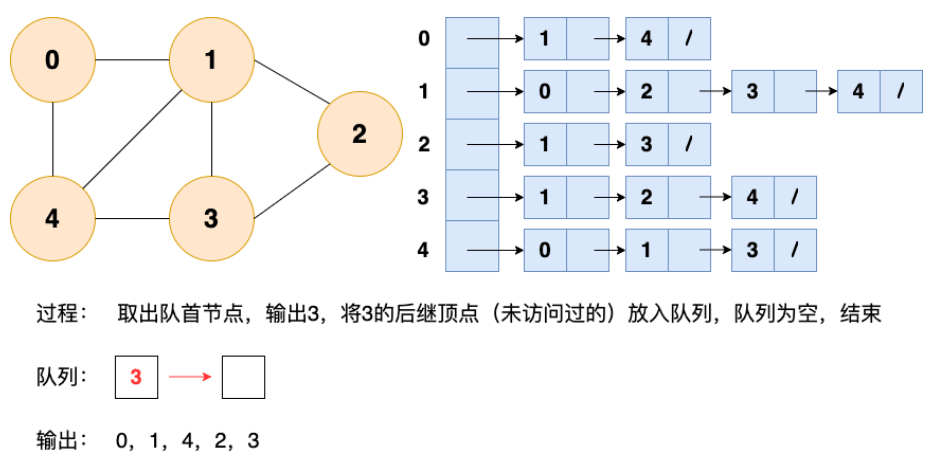 0 1
2
4 3
0 1 4 /
1 0 2 3 4 /
2 1 3 /
3 1 2 4 /
4 0 1 3 /
过程： 取出队首节点，输出3，将3的后继顶点（未访问过的）放入队列，队列为空，结束
队列： 3
输出： 0，1，4，2，3